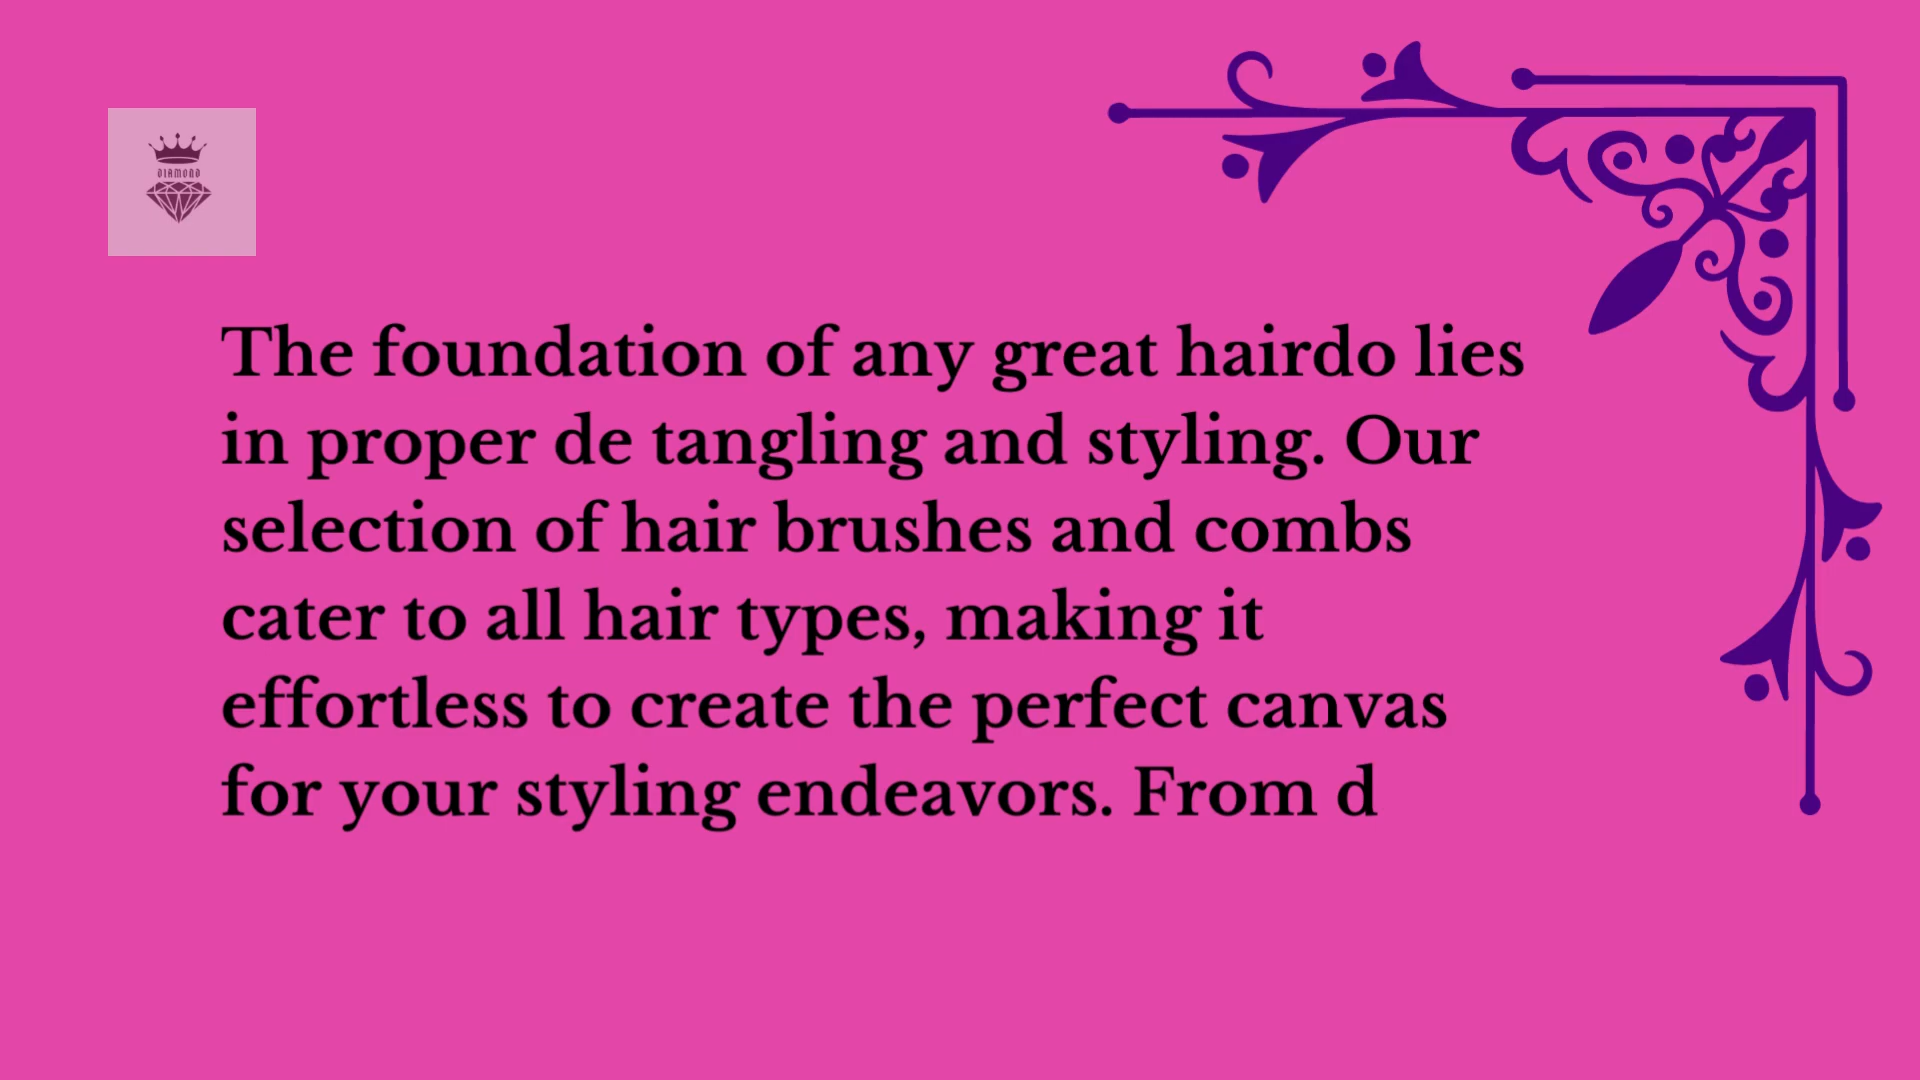 DIAMOND
The foundation of any great hairdo lies
in proper de tangling and styling. Our
selection of hair brushes and combs
cater to all hair types, making it
effortless to create the perfect canvas
for your styling endeavors. From d